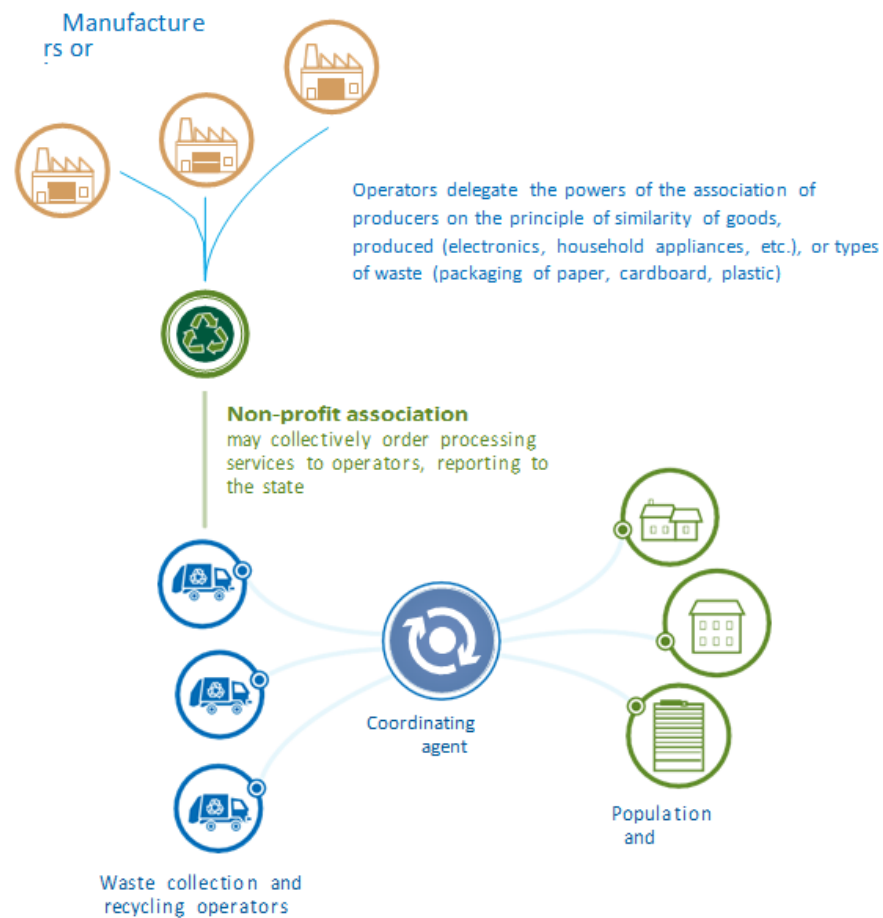 Manufacture
rs or
Operators delegate the powers of the association of
producers on the principle of similarity of goods,
produced (electronics, household appliances, etc.), or types
of waste (packaging of paper, cardboard, plastic)
Non-profit association
may collectively order processing
services to operators, reporting to
the state
Coordinating
agent
Population
and
Waste collection and
recycling operators